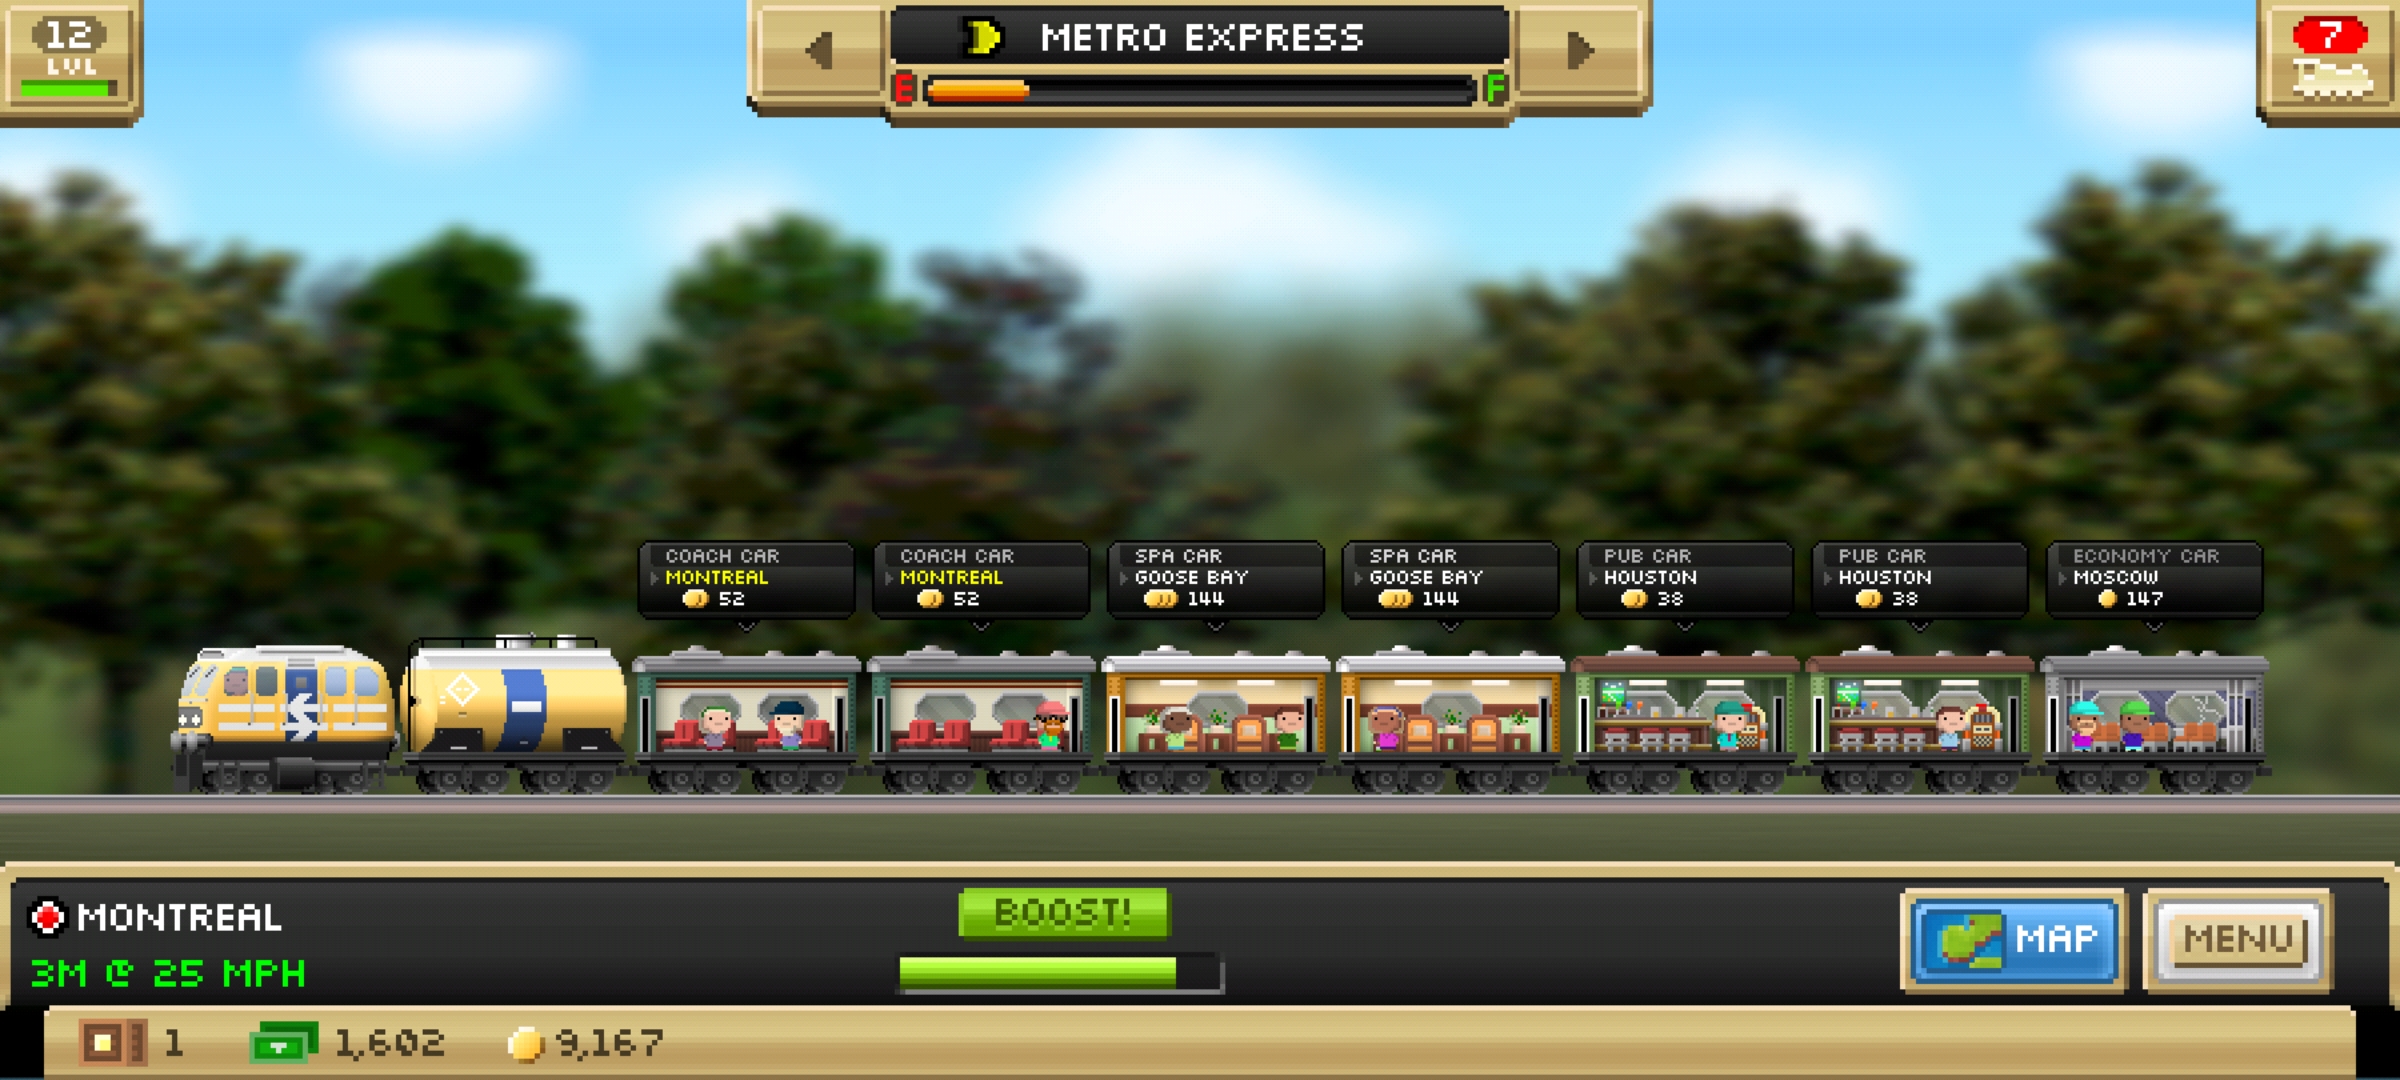 12
LVL
METRO EXPRESS
E F
7
COACH CAR
MONTREAL
52
COACH CAR
MONTREAL
52
SPA CAR
GOOSE BAY
144
SPA CAR
GOOSE BAY
144
PUB CAR
HOUSTON
38
PUB CAR
HOUSTON
38
ECONOMY CAR
MOSCOW
147
MONTREAL
3M @ 25 MPH
BOOST!
MAP
MENU
1 1,602 9,167